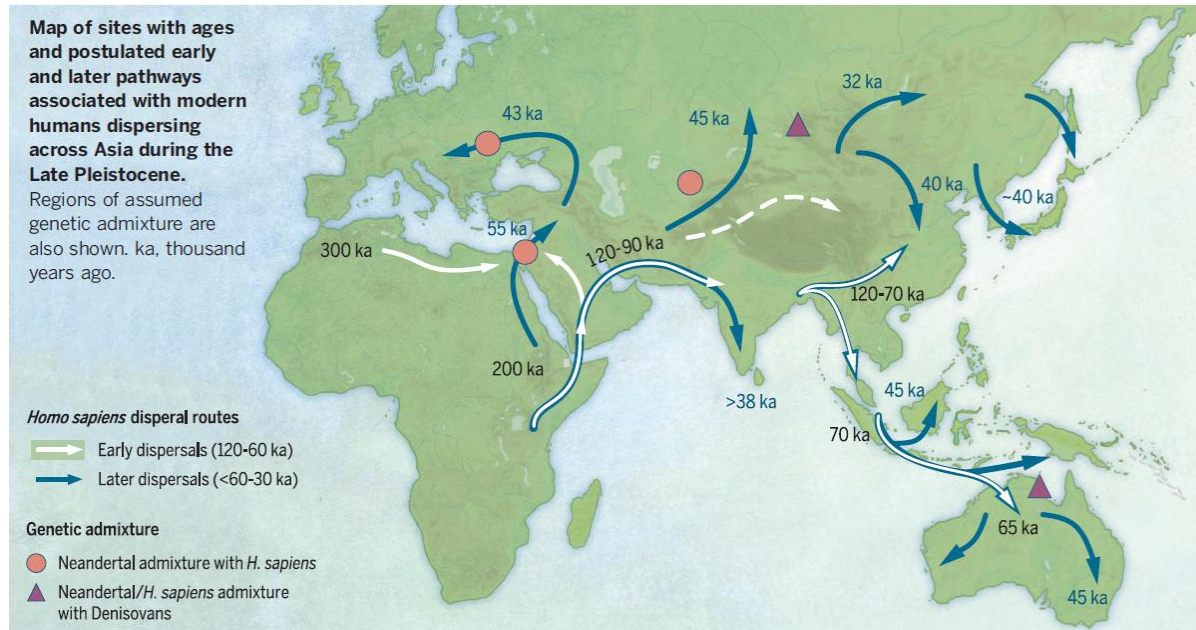 Map of sites with ages
and postulated early
and later pathways
associated with modern
humans dispersing
across Asia during the
Late Pleistocene.
Regions of assumed
genetic admixture are
also shown. ka, thousand
years ago.
32 ka
43 ka
45 ka
40 ka
~40 ka
55 ka
300 ka
120-90 ka
120-70 ka
200 ka
>38 ka
45 ka
70 ka
65 ka
45 ka
Homo sapiens disperal routes
Early dispersals (120-60 ka)
Later dispersals (<60-30 ka)
Genetic admixture
Neandertal admixture with H. sapiens
Neandertal/H. sapiens admixture
with Denisovans